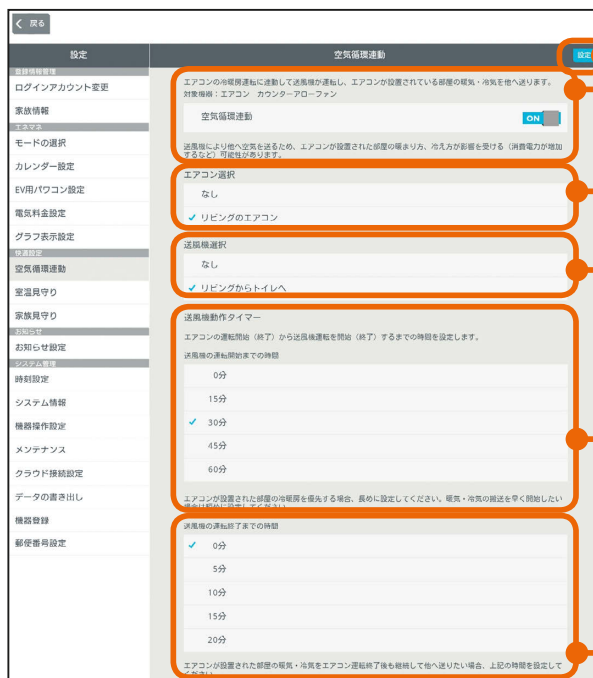 戻る
設定
空気循環連動
設定
登録情報管理
ログインアカウント変更
家族情報
エネマネ
モードの選択
カレンダー設定
EV用パワコン設定
電気料金設定
グラフ表示設定
快適設定
空気循環連動
室温見守り
家族見守り
お知らせ
お知らせ設定
システム管理
時刻設定
システム情報
機器操作設定
メンテナンス
クラウド接続設定
データの書き出し
機器登録
郵便番号設定
エアコンの冷暖房運転に連動して送風機が運転し、エアコンが設置されている部屋の暖気・冷気を他へ送ります。
対象機器：エアコン　カウンターアローファン
空気循環連動
ON
送風機により他へ空気を送るため、エアコンが設置された部屋の暖まり方、冷え方が影響を受ける（消費電力が増加
するなど）可能性があります。
エアコン選択
なし
リビングのエアコン
送風機選択
なし
リビングからトイレへ
送風機動作タイマー
エアコンの運転開始（終了）から送風機運転を開始（終了）するまでの時間を設定します。
送風機の運転開始までの時間
0分
15分
30分
45分
60分
エアコンが設置された部屋の冷暖房を優先する場合、長めに設定してください。暖気・冷気の搬送を早く開始したい
場合は短めに設定してください。
送風機の運転終了までの時間
0分
5分
10分
15分
20分
エアコンが設置された部屋の暖気・冷気をエアコン運転終了後も継続して他へ送りたい場合、上記の時間を設定して
ください。